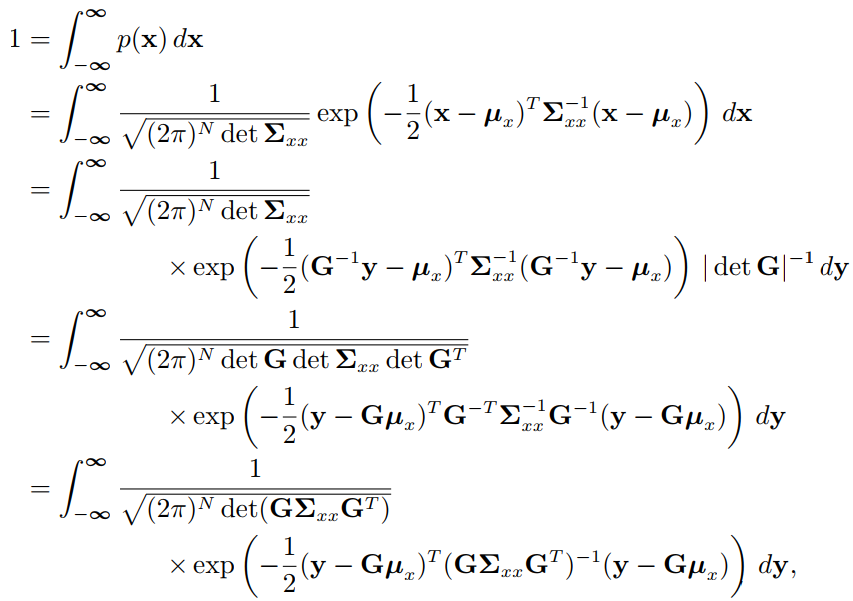 $1 = \int_{-\infty}^{\infty} p(\mathbf{x})\, d\mathbf{x}$
$= \int_{-\infty}^{\infty} \frac{1}{\sqrt{(2\pi)^N \det \boldsymbol{\Sigma}_{xx}}} \exp\left(-\frac{1}{2}(\mathbf{x} - \boldsymbol{\mu}_x)^T \boldsymbol{\Sigma}_{xx}^{-1} (\mathbf{x} - \boldsymbol{\mu}_x)\right) d\mathbf{x}$
$= \int_{-\infty}^{\infty} \frac{1}{\sqrt{(2\pi)^N \det \boldsymbol{\Sigma}_{xx}}}$
$\times \exp\left(-\frac{1}{2}(\mathbf{G}^{-1}\mathbf{y} - \boldsymbol{\mu}_x)^T \boldsymbol{\Sigma}_{xx}^{-1} (\mathbf{G}^{-1}\mathbf{y} - \boldsymbol{\mu}_x)\right) |\det \mathbf{G}|^{-1}\, d\mathbf{y}$
$= \int_{-\infty}^{\infty} \frac{1}{\sqrt{(2\pi)^N \det \mathbf{G} \det \boldsymbol{\Sigma}_{xx} \det \mathbf{G}^T}}$
$\times \exp\left(-\frac{1}{2}(\mathbf{y} - \mathbf{G}\boldsymbol{\mu}_x)^T \mathbf{G}^{-T} \boldsymbol{\Sigma}_{xx}^{-1} \mathbf{G}^{-1} (\mathbf{y} - \mathbf{G}\boldsymbol{\mu}_x)\right) d\mathbf{y}$
$= \int_{-\infty}^{\infty} \frac{1}{\sqrt{(2\pi)^N \det(\mathbf{G}\boldsymbol{\Sigma}_{xx}\mathbf{G}^T)}}$
$\times \exp\left(-\frac{1}{2}(\mathbf{y} - \mathbf{G}\boldsymbol{\mu}_x)^T (\mathbf{G}\boldsymbol{\Sigma}_{xx}\mathbf{G}^T)^{-1} (\mathbf{y} - \mathbf{G}\boldsymbol{\mu}_x)\right) d\mathbf{y},$